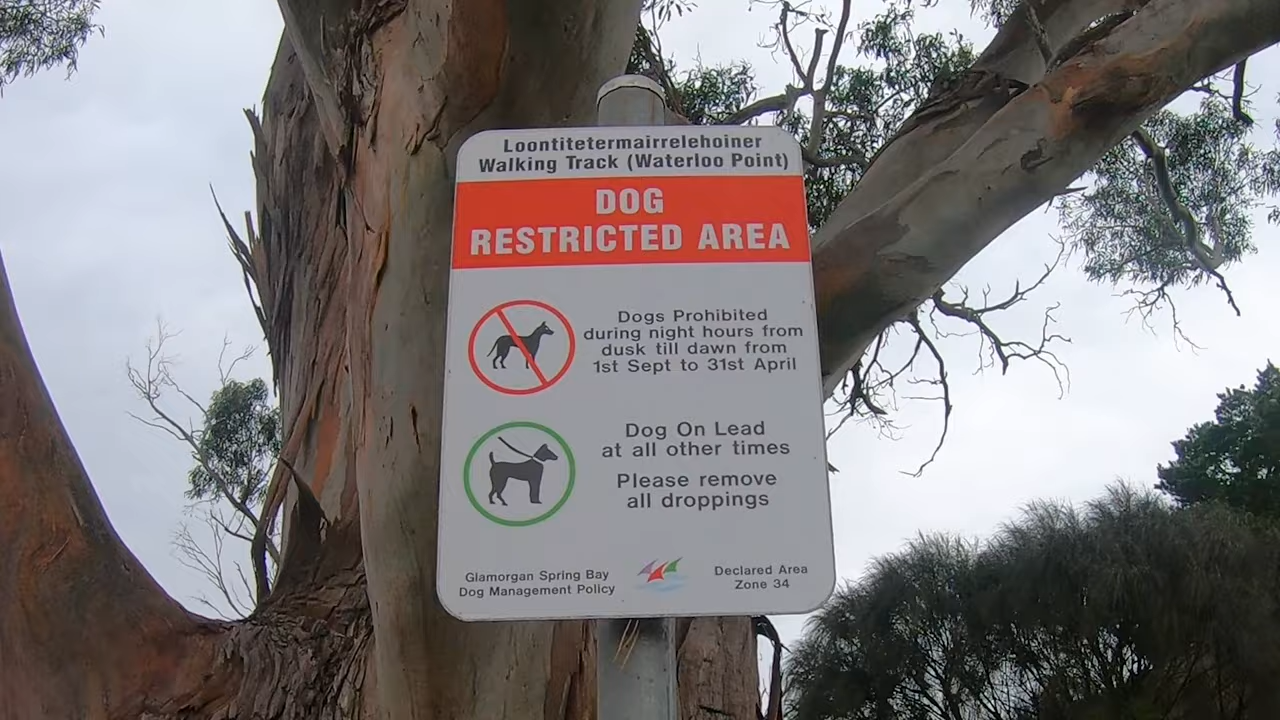 Loontitetermairrelehoiner
Walking Track (Waterloo Point)
DOG
RESTRICTED AREA
Dogs Prohibited
during night hours from
dusk till dawn from
1st Sept to 31st April
Dog On Lead
at all other times
Please remove
all droppings
Glamorgan Spring Bay
Dog Management Policy
Declared Area
Zone 34